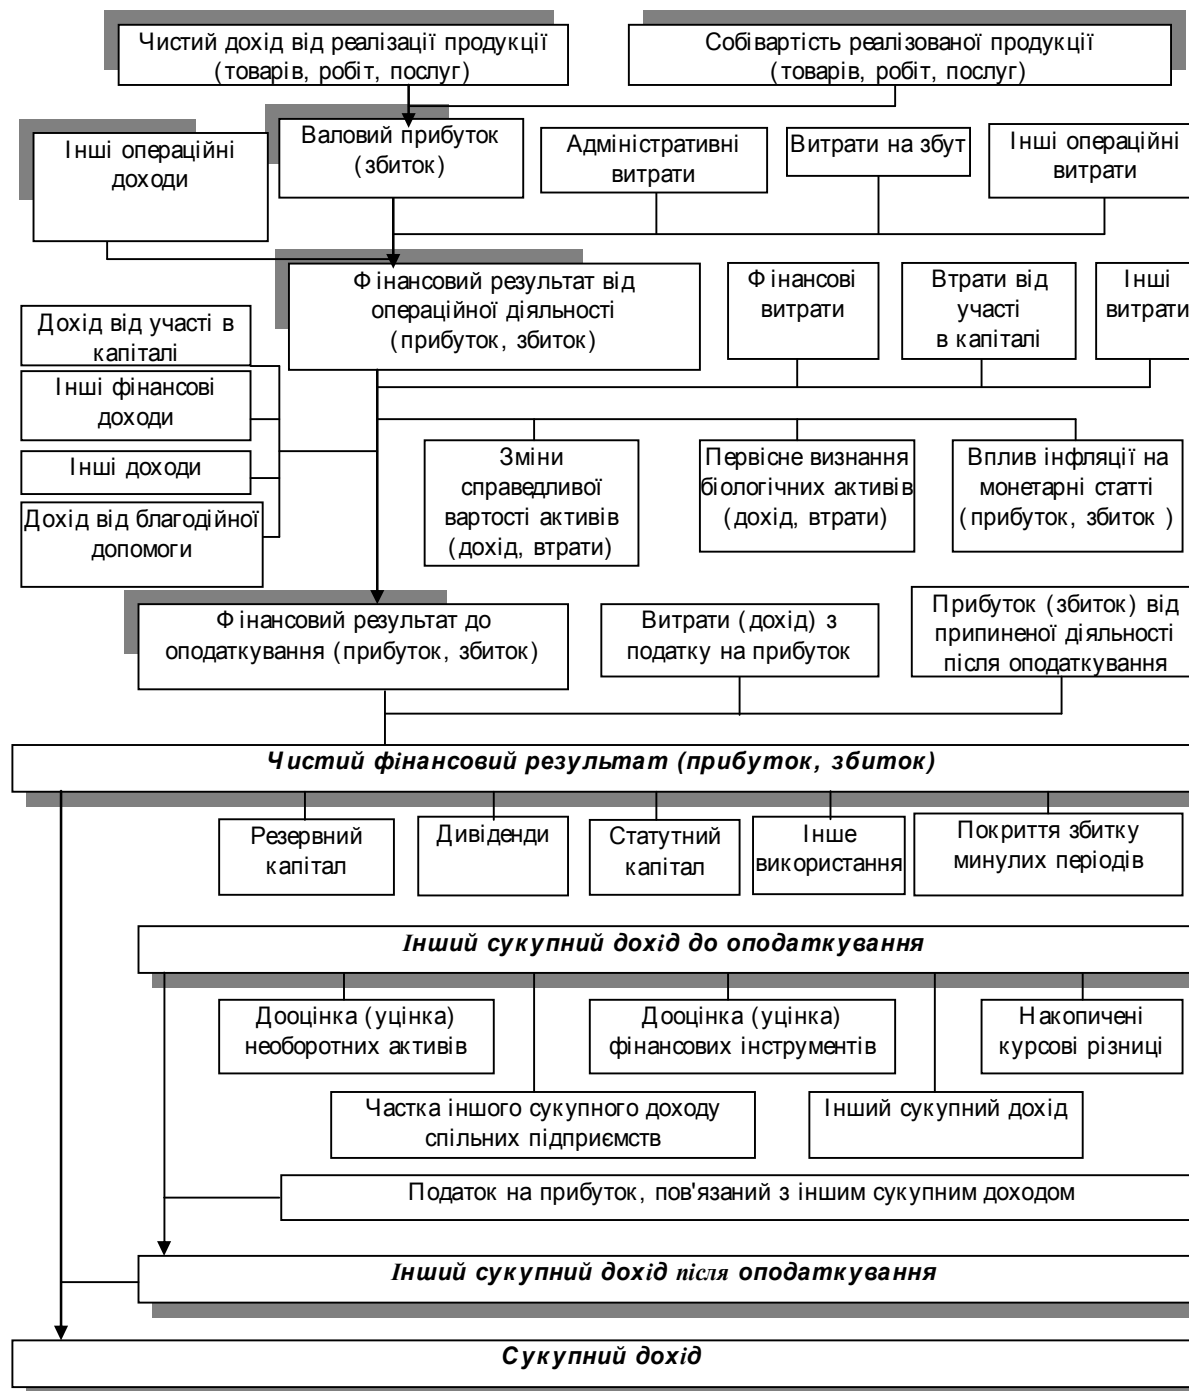 Чистий дохід від реалізації продукції
(товарів, робіт, послуг)
Собівартість реалізованої продукції
(товарів, робіт, послуг)
Інші операційні
доходи
Валовий прибуток
(збиток)
Адміністративні
витрати
Витрати на збут
Інші операційні
витрати
Фінансовий результат від
операційної діяльності
(прибуток, збиток)
Фінансові
витрати
Втрати від
участі
в капіталі
Інші
витрати
Дохід від участі в
капіталі
Інші фінансові
доходи
Інші доходи
Дохід від благодійної
допомоги
Зміни
справедливої
вартості активів
(дохід, втрати)
Первісне визнання
біологічних активів
(дохід, втрати)
Вплив інфляції на
монетарні статті
(прибуток, збиток )
Фінансовий результат до
оподаткування (прибуток, збиток)
Витрати (дохід) з
податку на прибуток
Прибуток (збиток) від
припиненої діяльності
після оподаткування
Чистий фінансовий результат (прибуток, збиток)
Резервний
капітал
Дивіденди
Статутний
капітал
Інше
використання
Покриття збитку
минулих періодів
Інший сукупний дохід до оподаткування
Дооцінка (уцінка)
необоротних активів
Дооцінка (уцінка)
фінансових інструментів
Накопичені
курсові різниці
Частка іншого сукупного доходу
спільних підприємств
Інший сукупний дохід
Податок на прибуток, пов'язаний з іншим сукупним доходом
Інший сукупний дохід після оподаткування
Сукупний дохід